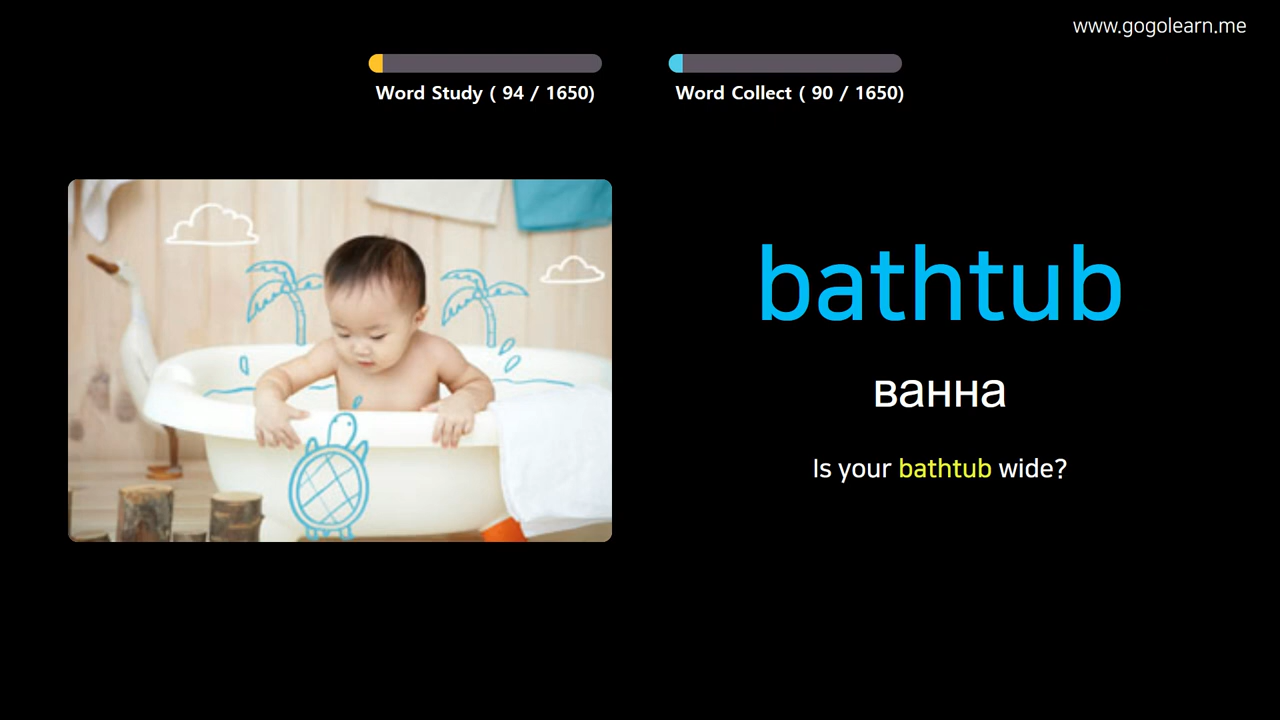 www.gogolearn.me
Word Study ( 94 / 1650)
Word Collect ( 90 / 1650)
bathtub
ванна
Is your bathtub wide?